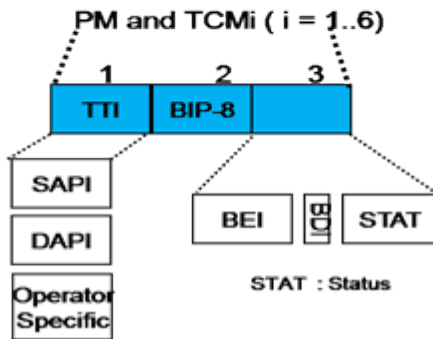 PM and TCMi ( i = 1..6)
1 2 3
TTI BIP-8
SAPI
DAPI
Operator
Specific
BEI BDI STAT
STAT : Status